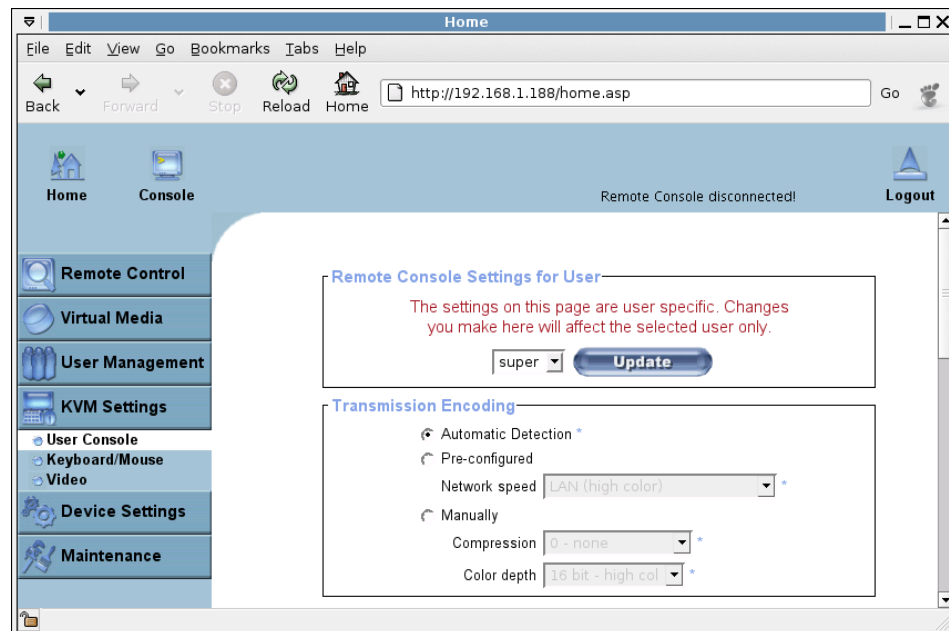 Home
File Edit View Go Bookmarks Tabs Help
Back Forward Stop Reload Home http://192.168.1.188/home.asp Go
Home Console Remote Console disconnected! Logout
Remote Control
Virtual Media
User Management
KVM Settings
User Console
Keyboard/Mouse
Video
Device Settings
Maintenance
Remote Console Settings for User
The settings on this page are user specific. Changes
you make here will affect the selected user only.
super Update
Transmission Encoding
Automatic Detection *
Pre-configured
Network speed LAN (high color) *
Manually
Compression 0 - none *
Color depth 16 bit - high col *